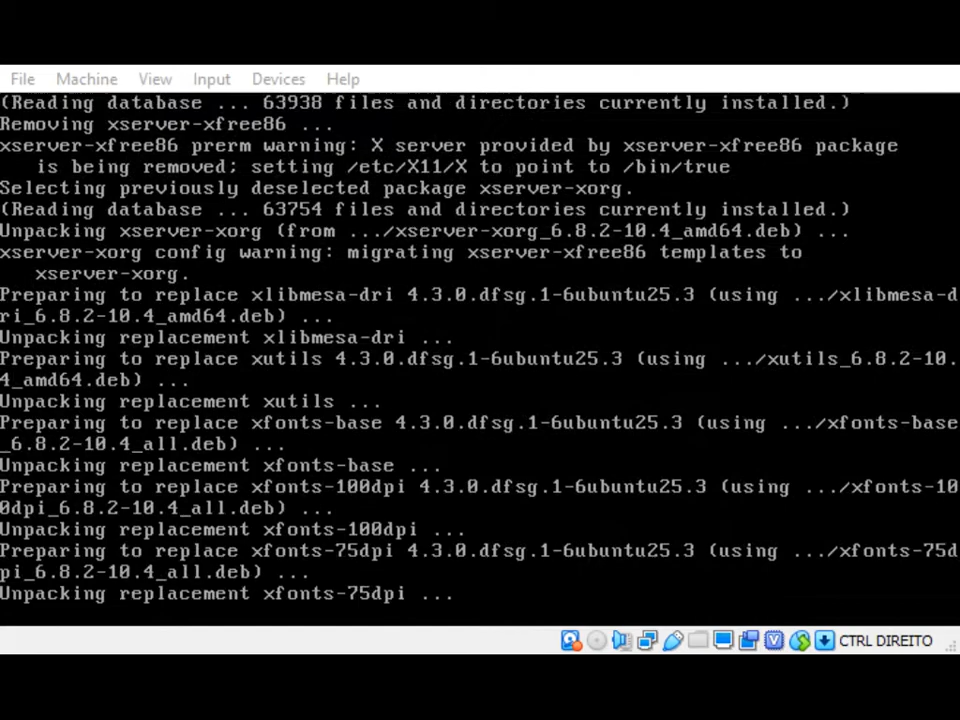 File Machine View Input Devices Help
(Reading database ... 63938 files and directories currently installed.)
Removing xserver-xfree86 ...
xserver-xfree86 prerm warning: X server provided by xserver-xfree86 package
   is being removed; setting /etc/X11/X to point to /bin/true
Selecting previously deselected package xserver-xorg.
(Reading database ... 63754 files and directories currently installed.)
Unpacking xserver-xorg (from .../xserver-xorg_6.8.2-10.4_amd64.deb) ...
xserver-xorg config warning: migrating xserver-xfree86 templates to
   xserver-xorg.
Preparing to replace xlibmesa-dri 4.3.0.dfsg.1-6ubuntu25.3 (using .../xlibmesa-d
ri_6.8.2-10.4_amd64.deb) ...
Unpacking replacement xlibmesa-dri ...
Preparing to replace xutils 4.3.0.dfsg.1-6ubuntu25.3 (using .../xutils_6.8.2-10.
4_amd64.deb) ...
Unpacking replacement xutils ...
Preparing to replace xfonts-base 4.3.0.dfsg.1-6ubuntu25.3 (using .../xfonts-base
_6.8.2-10.4_all.deb) ...
Unpacking replacement xfonts-base ...
Preparing to replace xfonts-100dpi 4.3.0.dfsg.1-6ubuntu25.3 (using .../xfonts-10
0dpi_6.8.2-10.4_all.deb) ...
Unpacking replacement xfonts-100dpi ...
Preparing to replace xfonts-75dpi 4.3.0.dfsg.1-6ubuntu25.3 (using .../xfonts-75d
pi_6.8.2-10.4_all.deb) ...
Unpacking replacement xfonts-75dpi ...
CTRL DIREITO